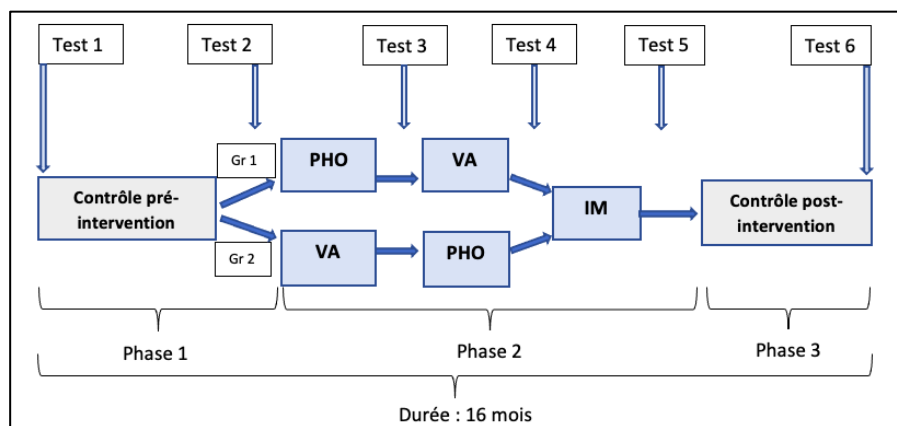 Test 1
Test 2
Test 3
Test 4
Test 5
Test 6
Gr 1
PHO
VA
Contrôle pré-
intervention
IM
Contrôle post-
intervention
Gr 2
VA
PHO
Phase 1
Phase 2
Phase 3
Durée : 16 mois